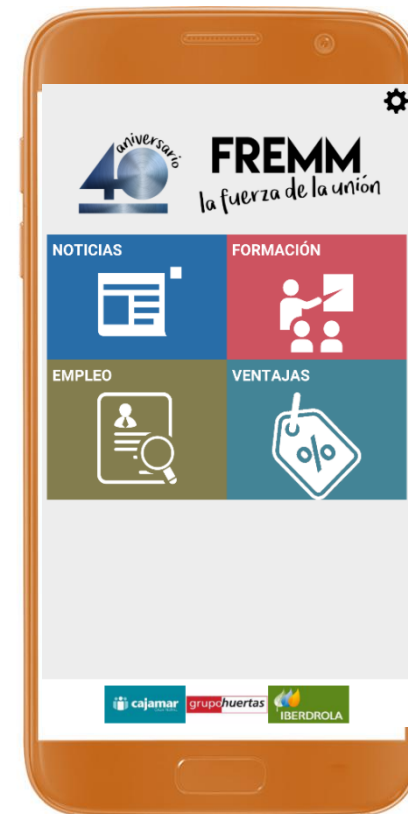 40 aniversario
FREMM
la fuerza de la unión
NOTICIAS
FORMACIÓN
EMPLEO
VENTAJAS
%
cajamar
grupohuertas
IBERDROLA